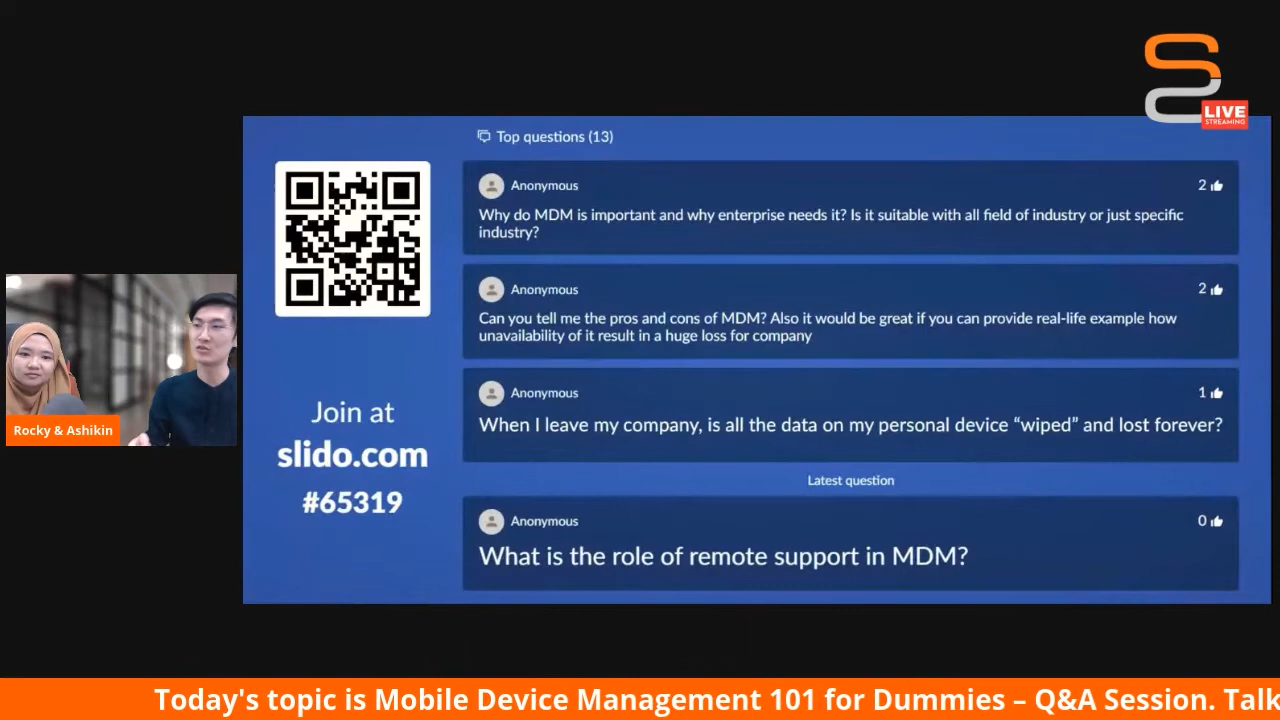 LIVE
STREAMING
Top questions (13)
Anonymous
2
Why do MDM is important and why enterprise needs it? Is it suitable with all field of industry or just specific
industry?
Anonymous
2
Can you tell me the pros and cons of MDM? Also it would be great if you can provide real-life example how
unavailability of it result in a huge loss for company
Anonymous
1
When I leave my company, is all the data on my personal device “wiped” and lost forever?
Latest question
Anonymous
0
What is the role of remote support in MDM?
Join at
slido.com
#65319
Rocky & Ashikin
Today's topic is Mobile Device Management 101 for Dummies – Q&A Session. Talk